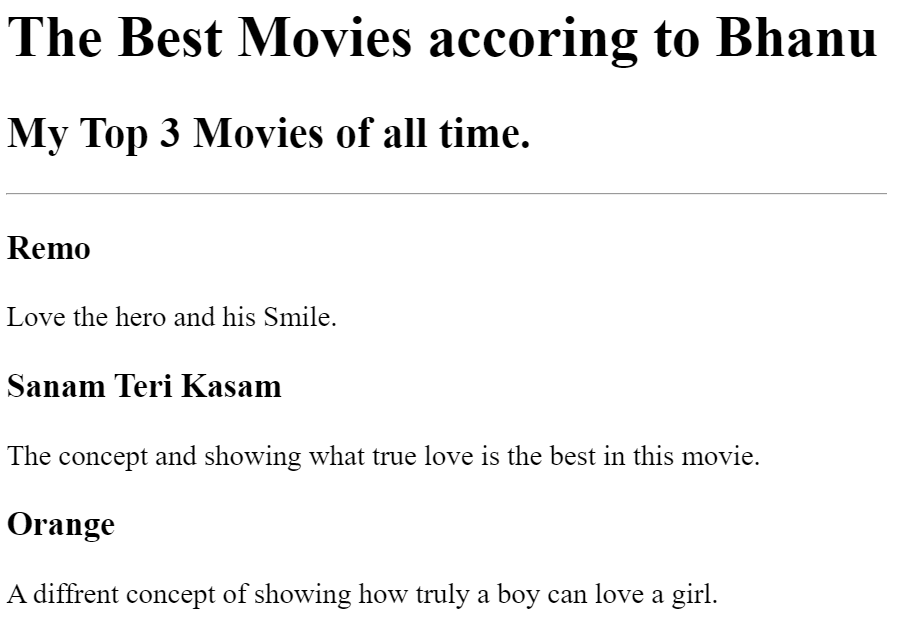 The Best Movies accoring to Bhanu
My Top 3 Movies of all time.
Remo
Love the hero and his Smile.
Sanam Teri Kasam
The concept and showing what true love is the best in this movie.
Orange
A diffrent concept of showing how truly a boy can love a girl.